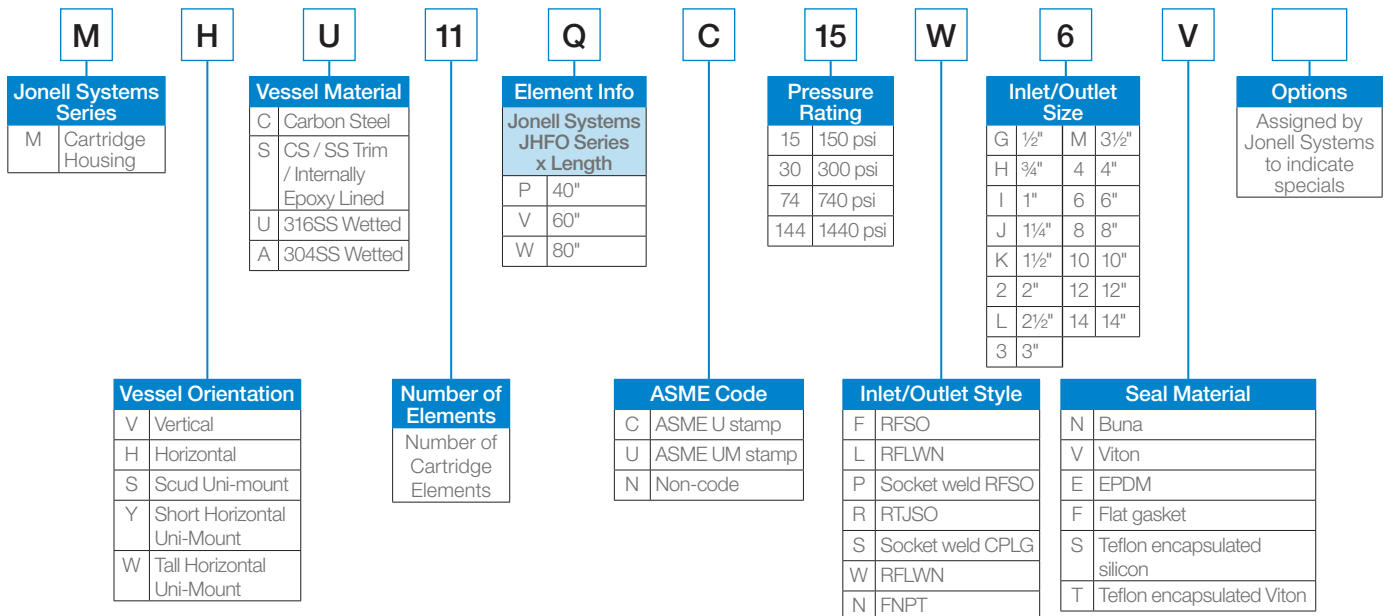 M H U 11 Q C 15 W 6 V
Jonell Systems
Series
M Cartridge
Housing
Vessel Material
C Carbon Steel
S CS / SS Trim
/ Internally
Epoxy Lined
U 316SS Wetted
A 304SS Wetted
Element Info
Jonell Systems
JHFO Series
x Length
P 40"
V 60"
W 80"
Pressure
Rating
15 150 psi
30 300 psi
74 740 psi
144 1440 psi
Inlet/Outlet
Size
G ½" M 3½"
H ¾" 4 4"
I 1" 6 6"
J 1¼" 8 8"
K 1½" 10 10"
2 2" 12 12"
L 2½" 14 14"
3 3"
Options
Assigned by
Jonell Systems
to indicate
specials
Vessel Orientation
V Vertical
H Horizontal
S Scud Uni-mount
Y Short Horizontal
Uni-Mount
W Tall Horizontal
Uni-Mount
Number of
Elements
Number of
Cartridge
Elements
ASME Code
C ASME U stamp
U ASME UM stamp
N Non-code
Inlet/Outlet Style
F RFSO
L RFLWN
P Socket weld RFSO
R RTJSO
S Socket weld CPLG
W RFLWN
N FNPT
Seal Material
N Buna
V Viton
E EPDM
F Flat gasket
S Teflon encapsulated
silicon
T Teflon encapsulated Viton